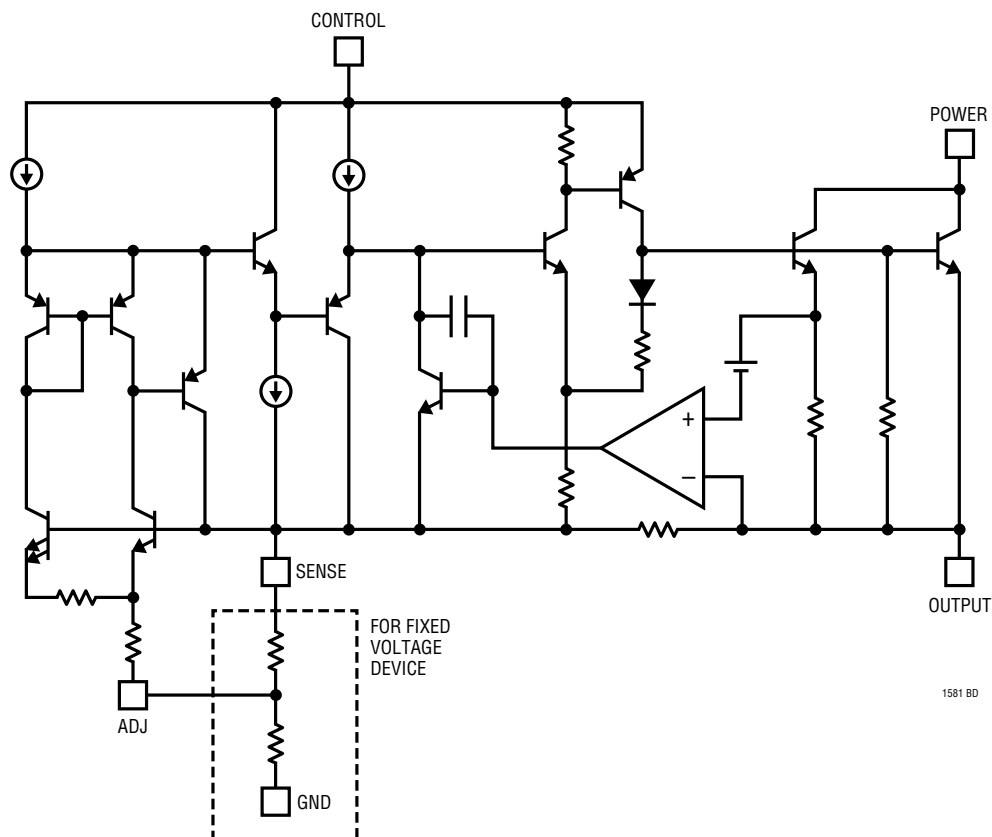 CONTROL
POWER
+
−
SENSE
OUTPUT
FOR FIXED
VOLTAGE
DEVICE
1581 BD
ADJ
GND